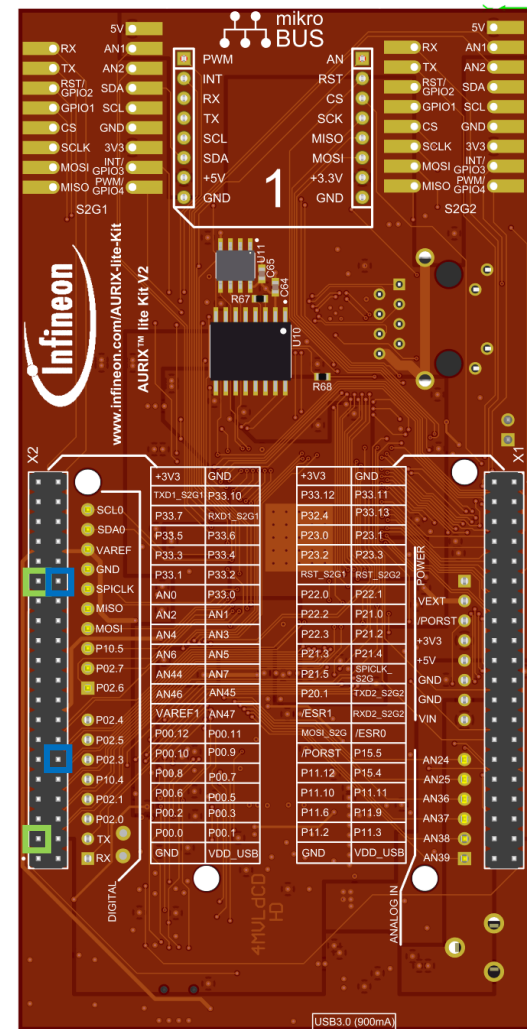 mikro
BUS
5V
RX AN1
TX AN2
RST/
GPIO2 SDA
GPIO1 SCL
CS GND
SCLK 3V3
MOSI INT/
GPIO3
MISO PWM/
GPIO4
S2G1
PWM AN
INT RST
RX CS
TX SCK
SCL MISO
SDA MOSI
+5V +3.3V
GND GND
1
5V
RX AN1
TX AN2
RST/
GPIO2 SDA
GPIO1 SCL
CS GND
SCLK 3V3
MOSI INT/
GPIO3
MISO PWM/
GPIO4
S2G2
Infineon
www.infineon.com/AURIX-lite-Kit
AURIX™ lite Kit V2
U11
C65
C64
R67
U10
R68
X2
X1
SCL0
SDA0
VAREF
GND
SPICLK
MISO
MOSI
P10.5
P02.7
P02.6
P02.4
P02.5
P02.3
P10.4
P02.1
P02.0
TX
RX
DIGITAL
+3V3 GND
TXD1_S2G1 P33.10
P33.7 RXD1_S2G1
P33.5 P33.6
P33.3 P33.4
P33.1 P33.2
AN0 P33.0
AN2 AN1
AN4 AN3
AN6 AN5
AN44 AN7
AN46 AN45
VAREF1 AN47
P00.12 P00.11
P00.10 P00.9
P00.8 P00.7
P00.6 P00.5
P00.2 P00.3
P00.0 P00.1
GND VDD_USB
+3V3 GND
P33.12 P33.11
P32.4 P33.13
P23.0 P23.1
P23.2 P23.3
RST_S2G1 RST_S2G2
P22.0 P22.1
P22.2 P21.0
P22.3 P21.2
P21.3 P21.4
P21.5 SPICLK_
S2G
P20.1 TXD2_S2G2
/ESR1 RXD2_S2G2
MOSI_S2G /ESR0
/PORST P15.5
P11.12 P15.4
P11.10 P11.11
P11.6 P11.9
P11.2 P11.3
GND VDD_USB
POWER
VEXT
/PORST
+3V3
+5V
GND
GND
VIN
AN24
AN25
AN36
AN37
AN38
AN39
ANALOG IN
4MVLdCD
HD
USB3.0 (900mA)